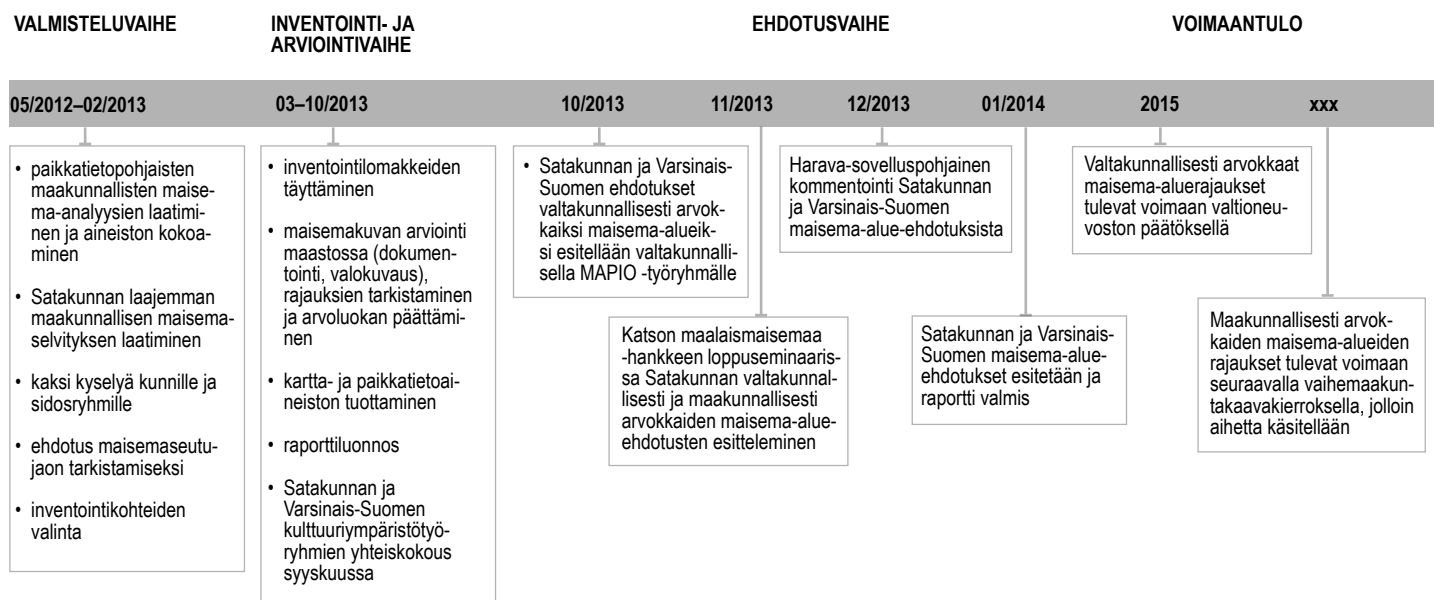 VALMISTELUVAIHE
INVENTOINTI- JA
ARVIOINTIVAIHE
EHDOTUSVAIHE
VOIMAANTULO
05/2012–02/2013
03–10/2013
10/2013
11/2013
12/2013
01/2014
2015
xxx
• paikkatietopohjaisten
maakunnallisten maise-
ma-analyysien laatimi-
nen ja aineiston kokoa-
minen
• Satakunnan laajemman
maakunnallisen maisema-
selvityksen laatiminen
• kaksi kyselyä kunnille ja
sidosryhmille
• ehdotus maisemaseutu-
jaon tarkistamiseksi
• inventointikohteiden
valinta
• inventointilomakkeiden
täyttäminen
• maisemakuvan arviointi
maastossa (dokumen-
tointi, valokuvaus),
rajauksien tarkistaminen
ja arvoluokan päättämi-
nen
• kartta- ja paikkatietoai-
neiston tuottaminen
• raporttiluonnos
• Satakunnan ja
Varsinais-Suomen
kulttuuriympäristötyö-
ryhmien yhteiskokous
syyskuussa
• Satakunnan ja Varsinais-
Suomen ehdotukset
valtakunnallisesti arvok-
kaiksi maisema-alueik-
si esitellään valtakunnalli-
sella MAPIO -työryhmälle
Katson maalaismaisemaa
-hankkeen loppuseminaaris-
sa Satakunnan valtakunnal-
lisesti ja maakunnallisesti
arvokkaiden maisema-alue-
ehdotusten esitteleminen
Harava-sovelluspohjainen
kommentointi Satakunnan
ja Varsinais-Suomen
maisema-alue-ehdotuksista
Satakunnan ja Varsinais-
Suomen maisema-alue-
ehdotukset esitetään ja
raportti valmis
Valtakunnallisesti arvokkaat
maisema-aluerajaukset
tulevat voimaan valtioneu-
voston päätöksellä
Maakunnallisesti arvok-
kaiden maisema-alueiden
rajaukset tulevat voimaan
seuraavalla vaihemaakun-
takaavakierroksella, jolloin
aihetta käsitellään